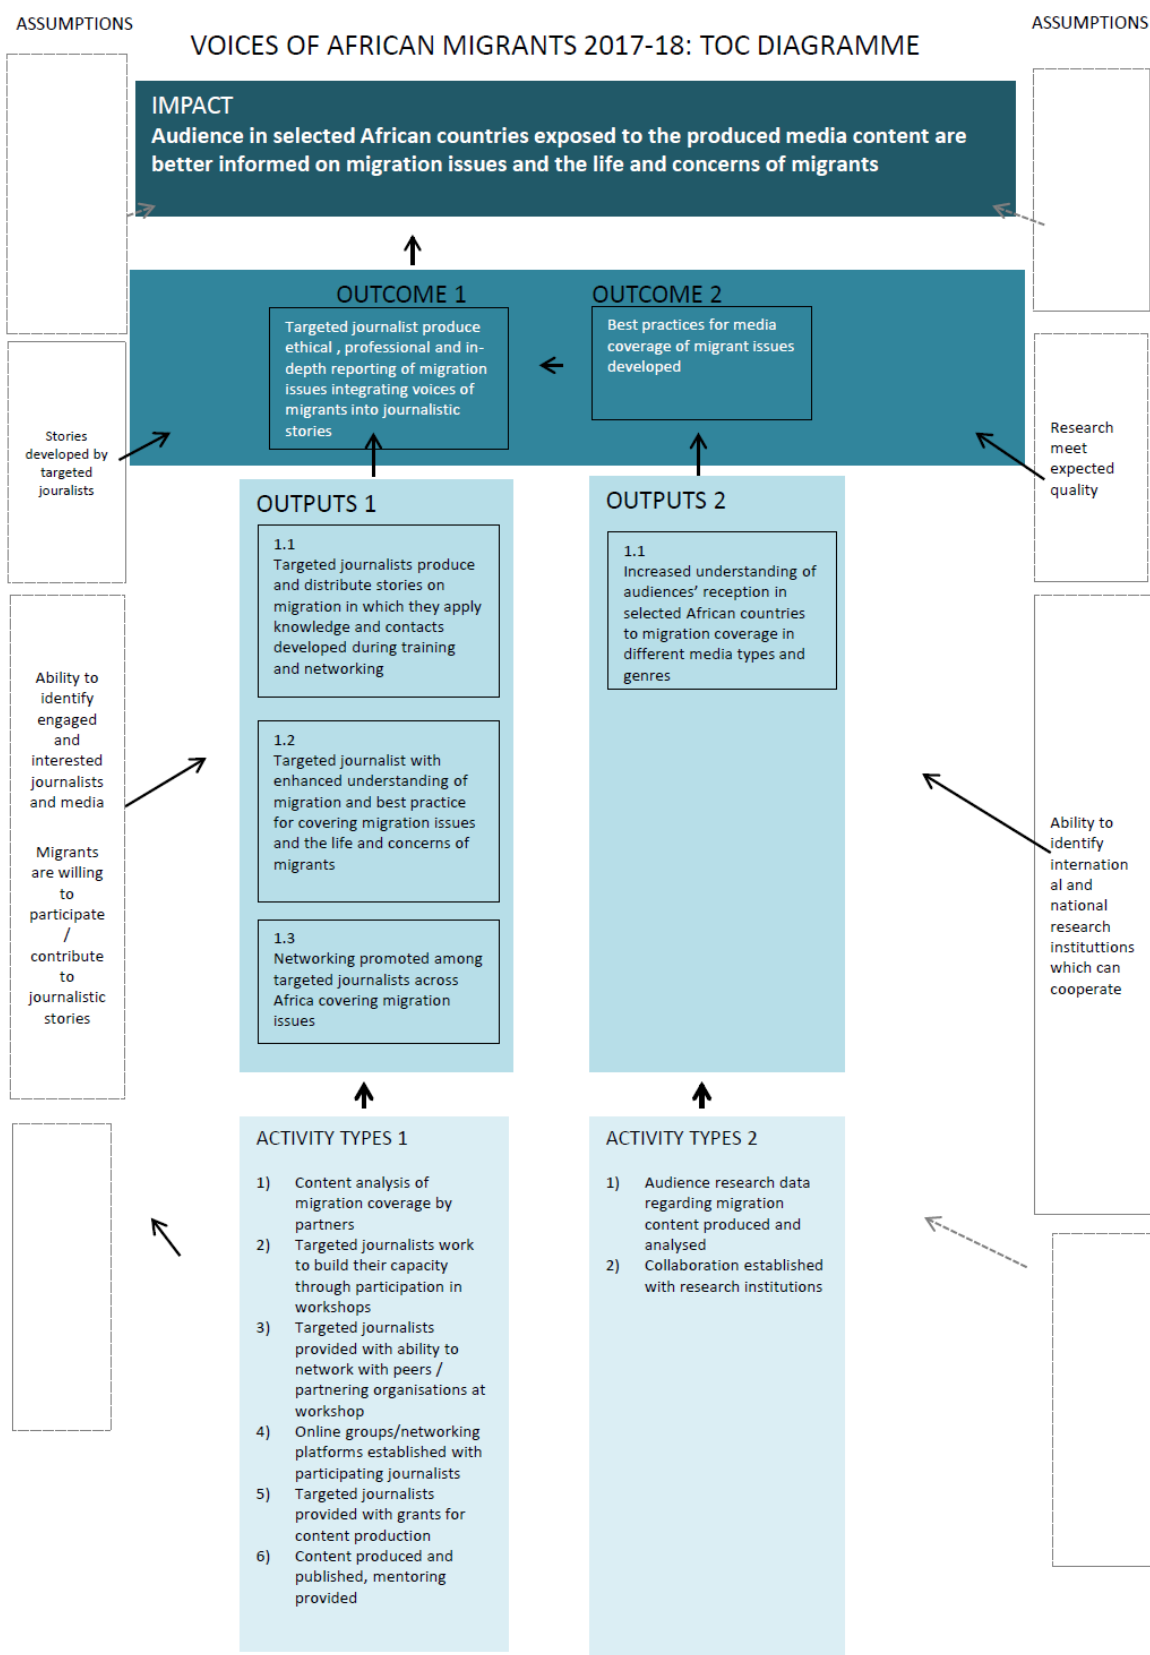 ASSUMPTIONS
ASSUMPTIONS
VOICES OF AFRICAN MIGRANTS 2017-18: TOC DIAGRAMME
IMPACT
Audience in selected African countries exposed to the produced media content are
better informed on migration issues and the life and concerns of migrants
OUTCOME 1
Targeted journalist produce
ethical , professional and in-
depth reporting of migration
issues integrating voices of
migrants into journalistic
stories
OUTCOME 2
Best practices for media
coverage of migrant issues
developed
Stories
developed by
targeted
jouralists
Research
meet
expected
quality
OUTPUTS 1
1.1
Targeted journalists produce
and distribute stories on
migration in which they apply
knowledge and contacts
developed during training
and networking
1.2
Targeted journalist with
enhanced understanding of
migration and best practice
for covering migration issues
and the life and concerns of
migrants
1.3
Networking promoted among
targeted journalists across
Africa covering migration
issues
OUTPUTS 2
1.1
Increased understanding of
audiences’ reception in
selected African countries
to migration coverage in
different media types and
genres
Ability to
identify
engaged
and
interested
journalists
and media
Migrants
are willing
to
participate
/
contribute
to
journalistic
stories
Ability to
identify
internation
al and
national
research
instituttions
which can
cooperate
ACTIVITY TYPES 1
1) Content analysis of
migration coverage by
partners
2) Targeted journalists work
to build their capacity
through participation in
workshops
3) Targeted journalists
provided with ability to
network with peers /
partnering organisations at
workshop
4) Online groups/networking
platforms established with
participating journalists
5) Targeted journalists
provided with grants for
content production
6) Content produced and
published, mentoring
provided
ACTIVITY TYPES 2
1) Audience research data
regarding migration
content produced and
analysed
2) Collaboration established
with research institutions